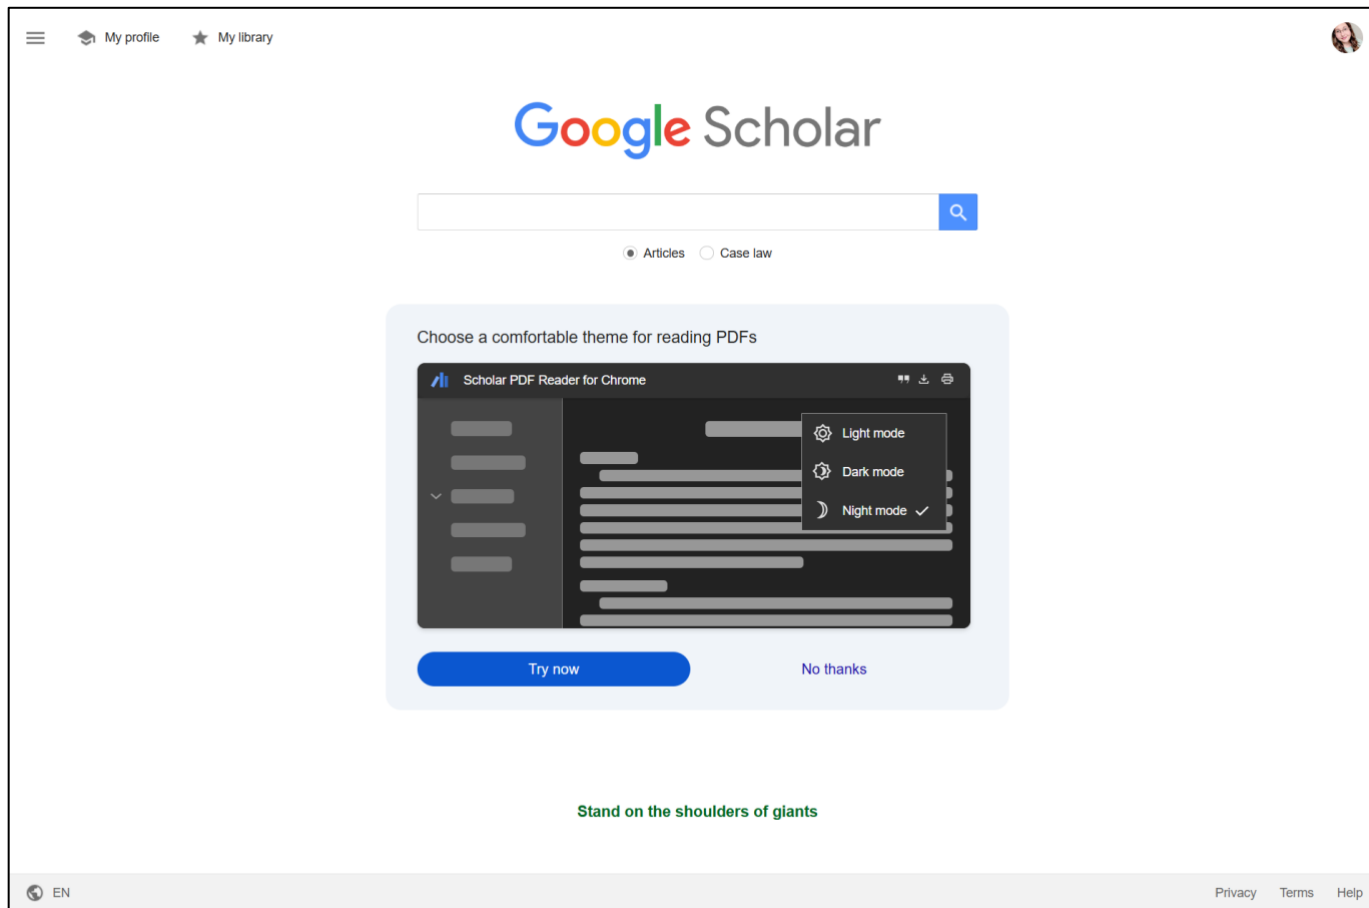 My profile
My library
Google Scholar
Articles
Case law
Choose a comfortable theme for reading PDFs
Scholar PDF Reader for Chrome
Light mode
Dark mode
Night mode
Try now
No thanks
Stand on the shoulders of giants
EN
Privacy
Terms
Help